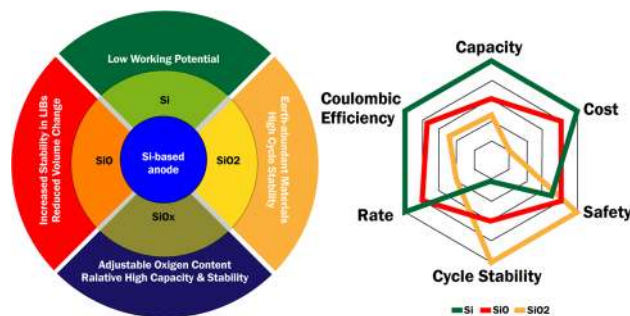 Low Working Potential
Si
Increased Stability in LIBs
Reduced Volume Change
SiO
Si-based
anode
SiO2
Earth-abundant Materials
High Cycle Stability
SiOx
Adjustable Oxigen Content
Ralative High Capacity & Stability
Capacity
Coulombic
Efficiency
Cost
Rate
Safety
Cycle Stability
Si
SiO
SiO2